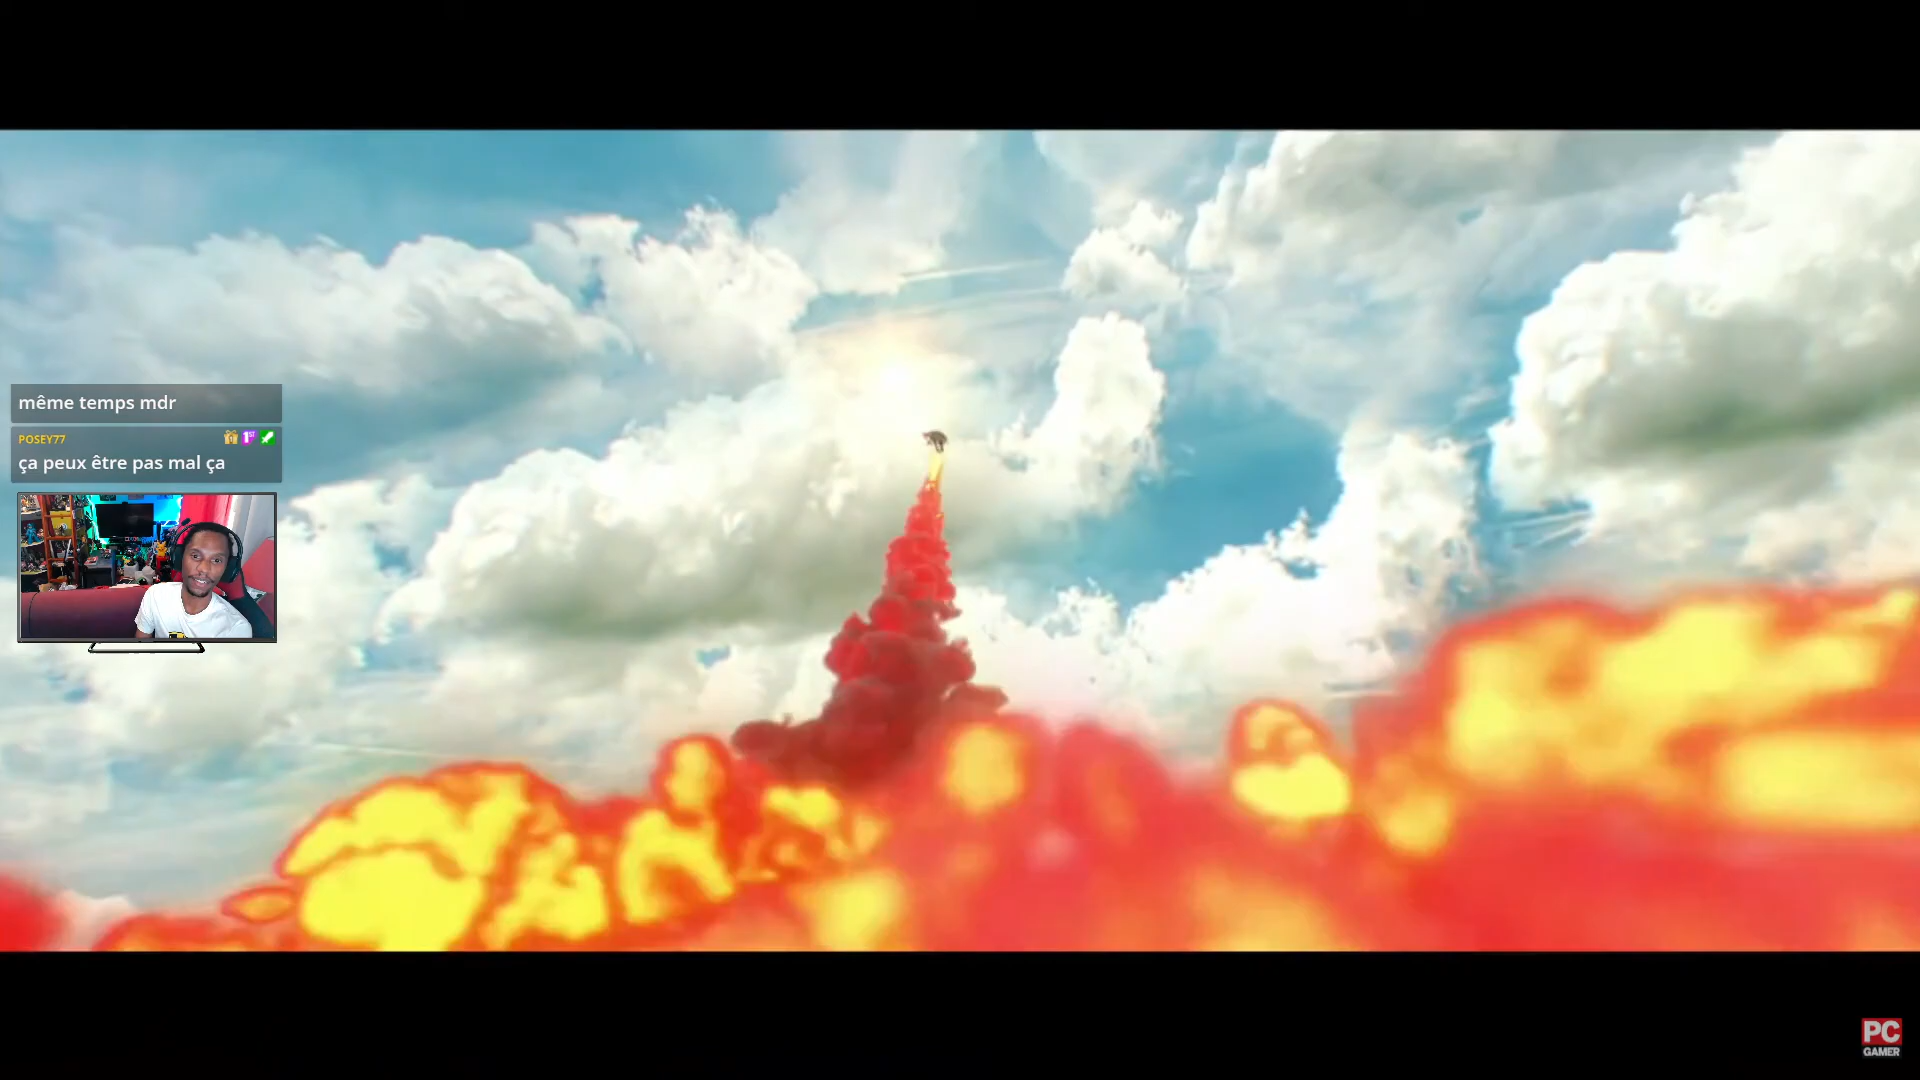 même temps mdr
POSEY77
ça peux être pas mal ça
PC
GAMER